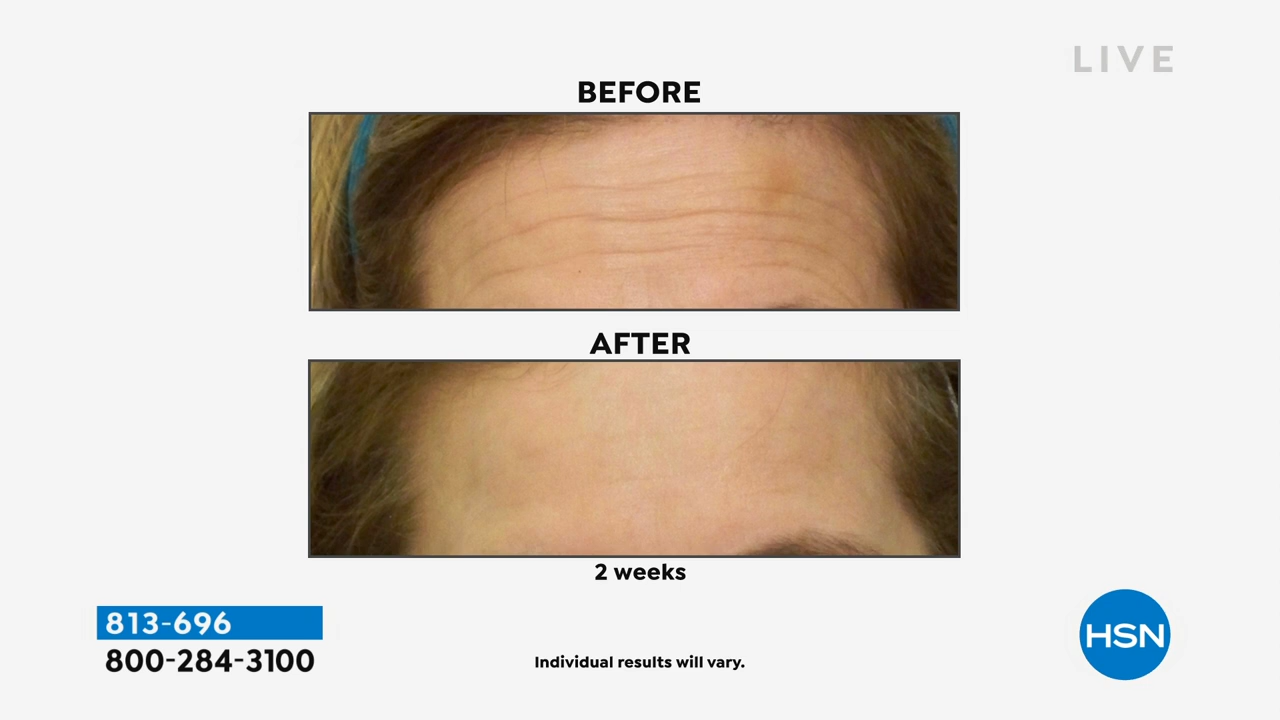 LIVE
BEFORE
AFTER
2 weeks
813-696
800-284-3100
Individual results will vary.
HSN